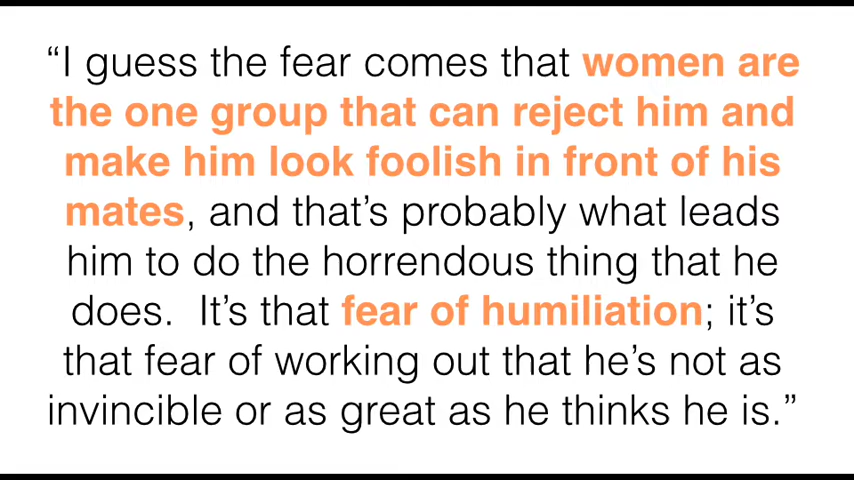 “I guess the fear comes that women are
the one group that can reject him and
make him look foolish in front of his
mates, and that’s probably what leads
him to do the horrendous thing that he
does.  It’s that fear of humiliation; it’s
that fear of working out that he’s not as
invincible or as great as he thinks he is.”